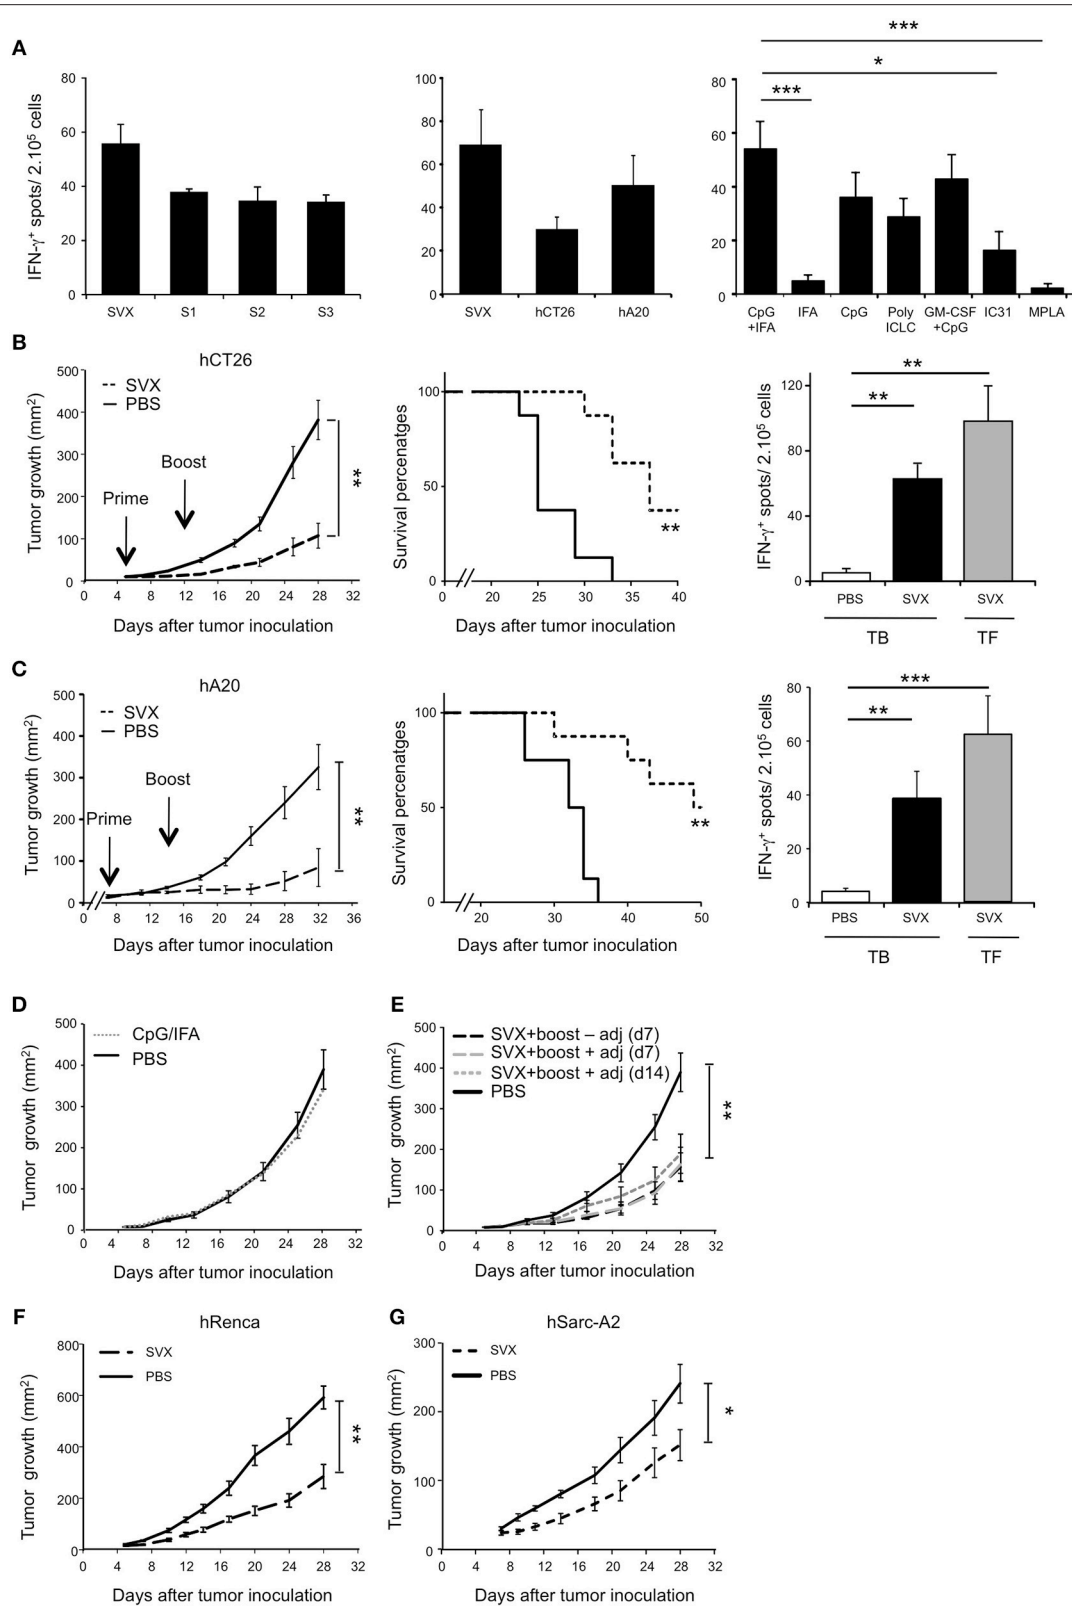 A
IFN-γ+ spots/ 2.10⁵ cells
80
60
40
20
0
SVX S1 S2 S3
100
80
60
40
20
0
SVX hCT26 hA20
***
*
***
80
60
40
20
0
CpG +IFA IFA CpG Poly ICLC GM-CSF +CpG IC31 MPLA
B
hCT26
SVX
PBS
Tumor growth (mm²)
500
400
300
200
100
0
Prime
Boost
**
0 4 8 12 16 20 24 28 32
Days after tumor inoculation
Survival percenatges
100
50
0
**
20 25 30 35 40
Days after tumor inoculation
IFN-γ+ spots/ 2.10⁵ cells
120
80
40
0
**
**
PBS SVX SVX
TB TF
C
hA20
SVX
PBS
Tumor growth (mm²)
500
400
300
200
100
0
Prime
Boost
**
8 12 16 20 24 28 32 36
Days after tumor inoculation
Survival percenatges
100
50
0
**
20 30 40 50
Days after tumor inoculation
IFN-γ+ spots/ 2.10⁵ cells
80
60
40
20
0
***
**
PBS SVX SVX
TB TF
D
CpG/IFA
PBS
Tumor growth (mm²)
500
400
300
200
100
0
0 4 8 12 16 20 24 28 32
Days after tumor inoculation
E
SVX+boost – adj (d7)
SVX+boost + adj (d7)
SVX+boost + adj (d14)
PBS
Tumor growth (mm²)
500
400
300
200
100
0
**
0 4 8 12 16 20 24 28 32
Days after tumor inoculation
F
hRenca
SVX
PBS
Tumor growth (mm²)
800
600
400
200
0
**
0 4 8 12 16 20 24 28 32
Days after tumor inoculation
G
hSarc-A2
SVX
PBS
Tumor growth (mm²)
300
200
100
0
*
0 4 8 12 16 20 24 28 32
Days after tumor inoculation